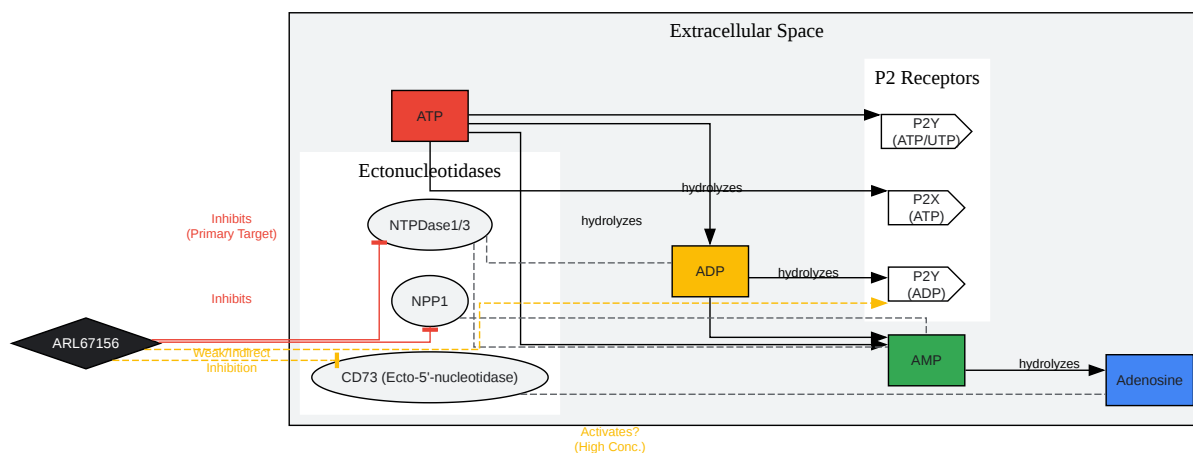 Extracellular Space
P2 Receptors
ATP
P2Y
(ATP/UTP)
Ectonucleotidases
hydrolyzes
P2X
(ATP)
NTPDase1/3
hydrolyzes
Inhibits
(Primary Target)
ADP
hydrolyzes
P2Y
(ADP)
Inhibits
NPP1
ARL67156
Weak/Indirect
Inhibition
CD73 (Ecto-5'-nucleotidase)
AMP
hydrolyzes
Adenosine
Activates?
(High Conc.)